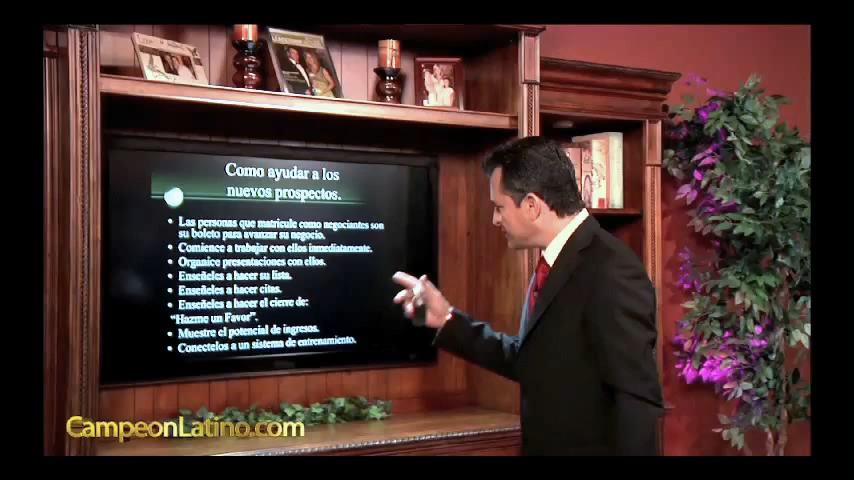 Como ayudar a los
nuevos prospectos.
• Las personas que matricule como negociantes son
su boleto para avanzar su negocio.
• Comience a trabajar con ellos inmediatamente.
• Organice presentaciones con ellos.
• Enseñeles a hacer su lista.
• Enseñeles a hacer citas.
• Enseñeles a hacer el cierre de:
“Hazme un Favor”.
• Muestre el potencial de ingresos.
• Conectelos a un sistema de entrenamiento.
CampeonLatino.com